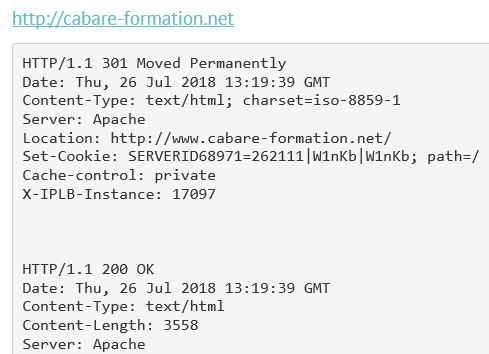 http://cabare-formation.net
HTTP/1.1 301 Moved Permanently
Date: Thu, 26 Jul 2018 13:19:39 GMT
Content-Type: text/html; charset=iso-8859-1
Server: Apache
Location: http://www.cabare-formation.net/
Set-Cookie: SERVERID68971=262111|W1nKb|W1nKb; path=/
Cache-control: private
X-IPLB-Instance: 17097
HTTP/1.1 200 OK
Date: Thu, 26 Jul 2018 13:19:39 GMT
Content-Type: text/html
Content-Length: 3558
Server: Apache